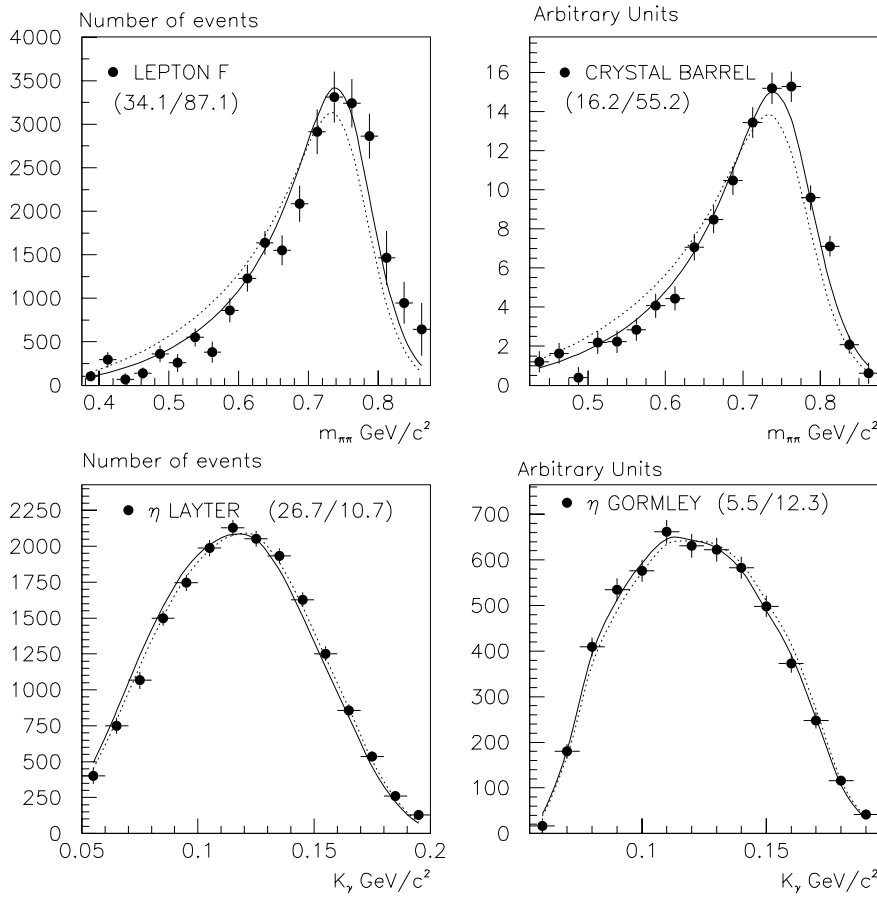 Number of events
4000
3500
3000
2500
2000
1500
1000
500
0
LEPTON F
(34.1/87.1)
0.4 0.5 0.6 0.7 0.8
mππ GeV/c²
Arbitrary Units
16
14
12
10
8
6
4
2
0
CRYSTAL BARREL
(16.2/55.2)
0.5 0.6 0.7 0.8
mππ GeV/c²
Number of events
2250
2000
1750
1500
1250
1000
750
500
250
0
η LAYTER (26.7/10.7)
0.05 0.1 0.15 0.2
Kγ GeV/c²
Arbitrary Units
700
600
500
400
300
200
100
0
η GORMLEY (5.5/12.3)
0.1 0.15
Kγ GeV/c²